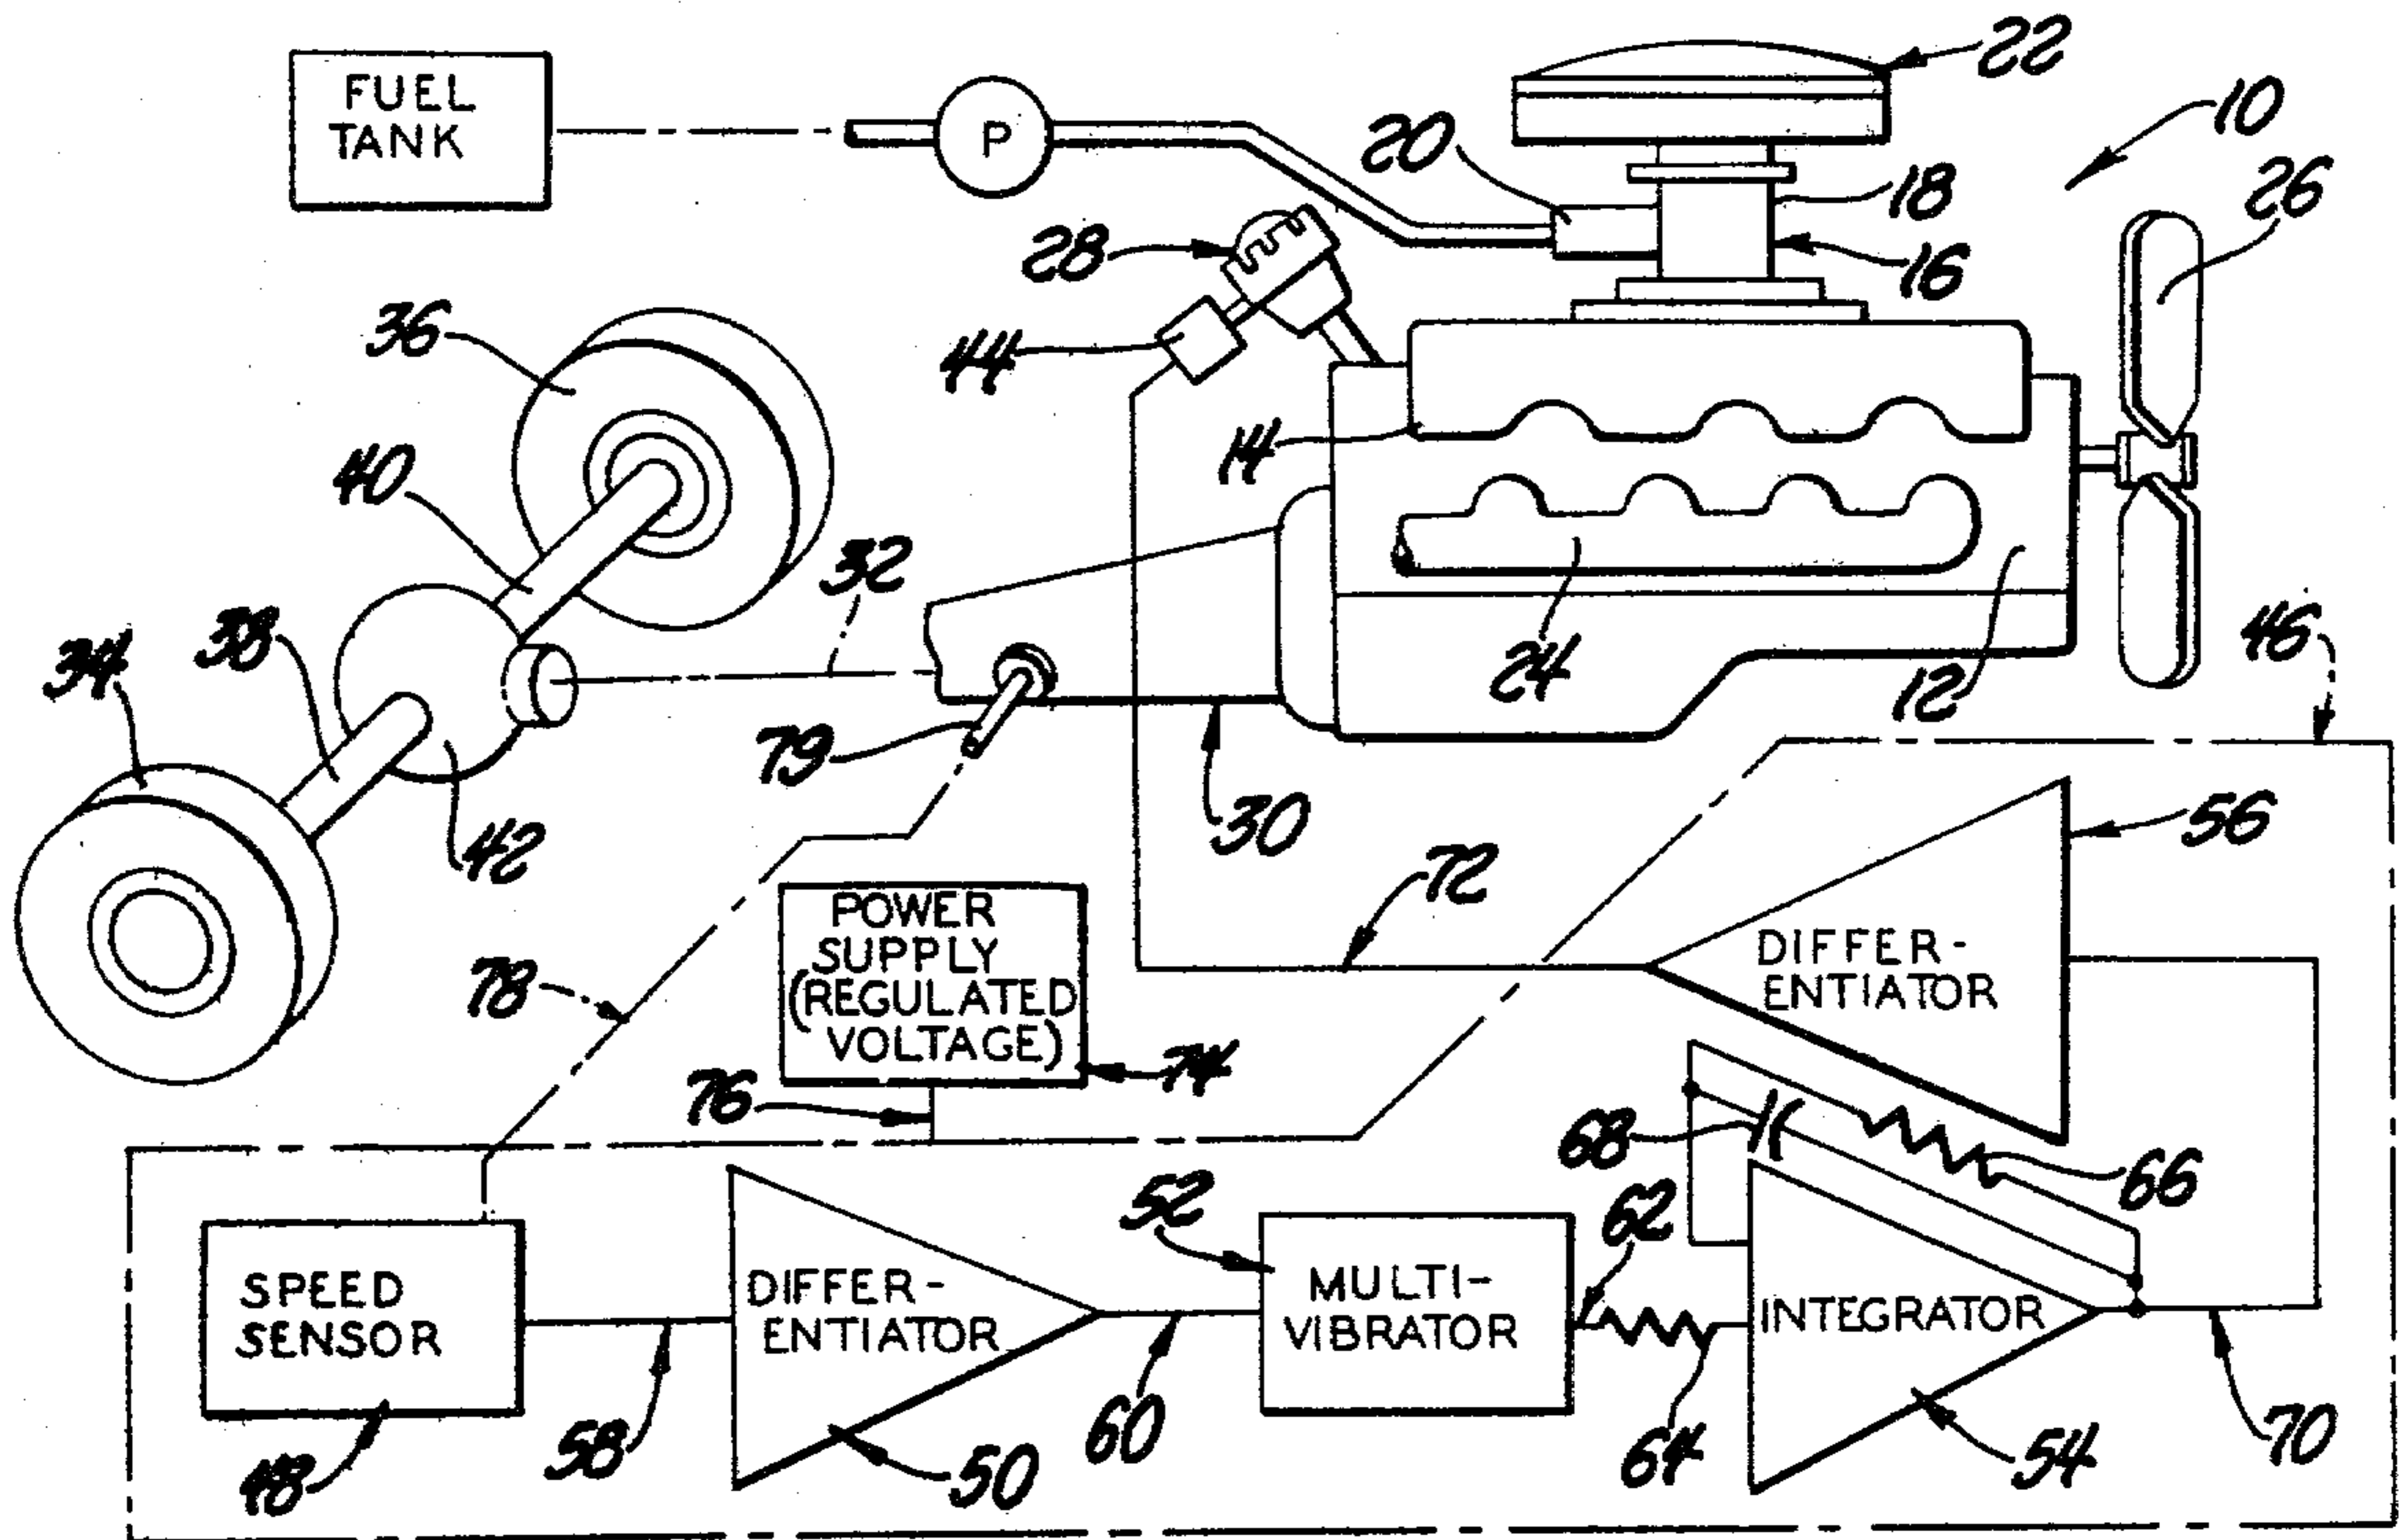 FUEL
TANK
P
22
10
20
18
26
28
16
36
44
14
40
32
46
38
34
24
12
79
42
30
56
72
POWER
SUPPLY
(REGULATED
VOLTAGE)
DIFFER-
ENTIATOR
78
74
76
68
66
52
62
SPEED
SENSOR
DIFFER-
ENTIATOR
MULTI-
VIBRATOR
INTEGRATOR
48
58
50
60
64
54
70